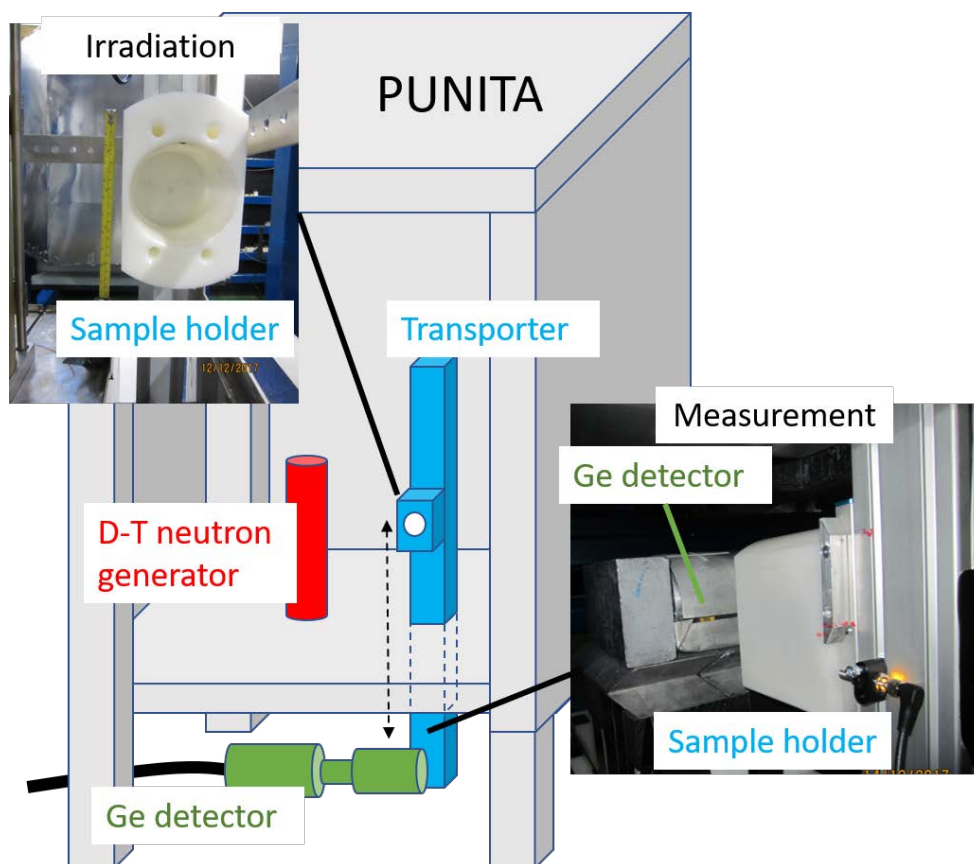 Irradiation
PUNITA
Sample holder
12/12/2017
Transporter
Measurement
Ge detector
D-T neutron
generator
Sample holder
Ge detector